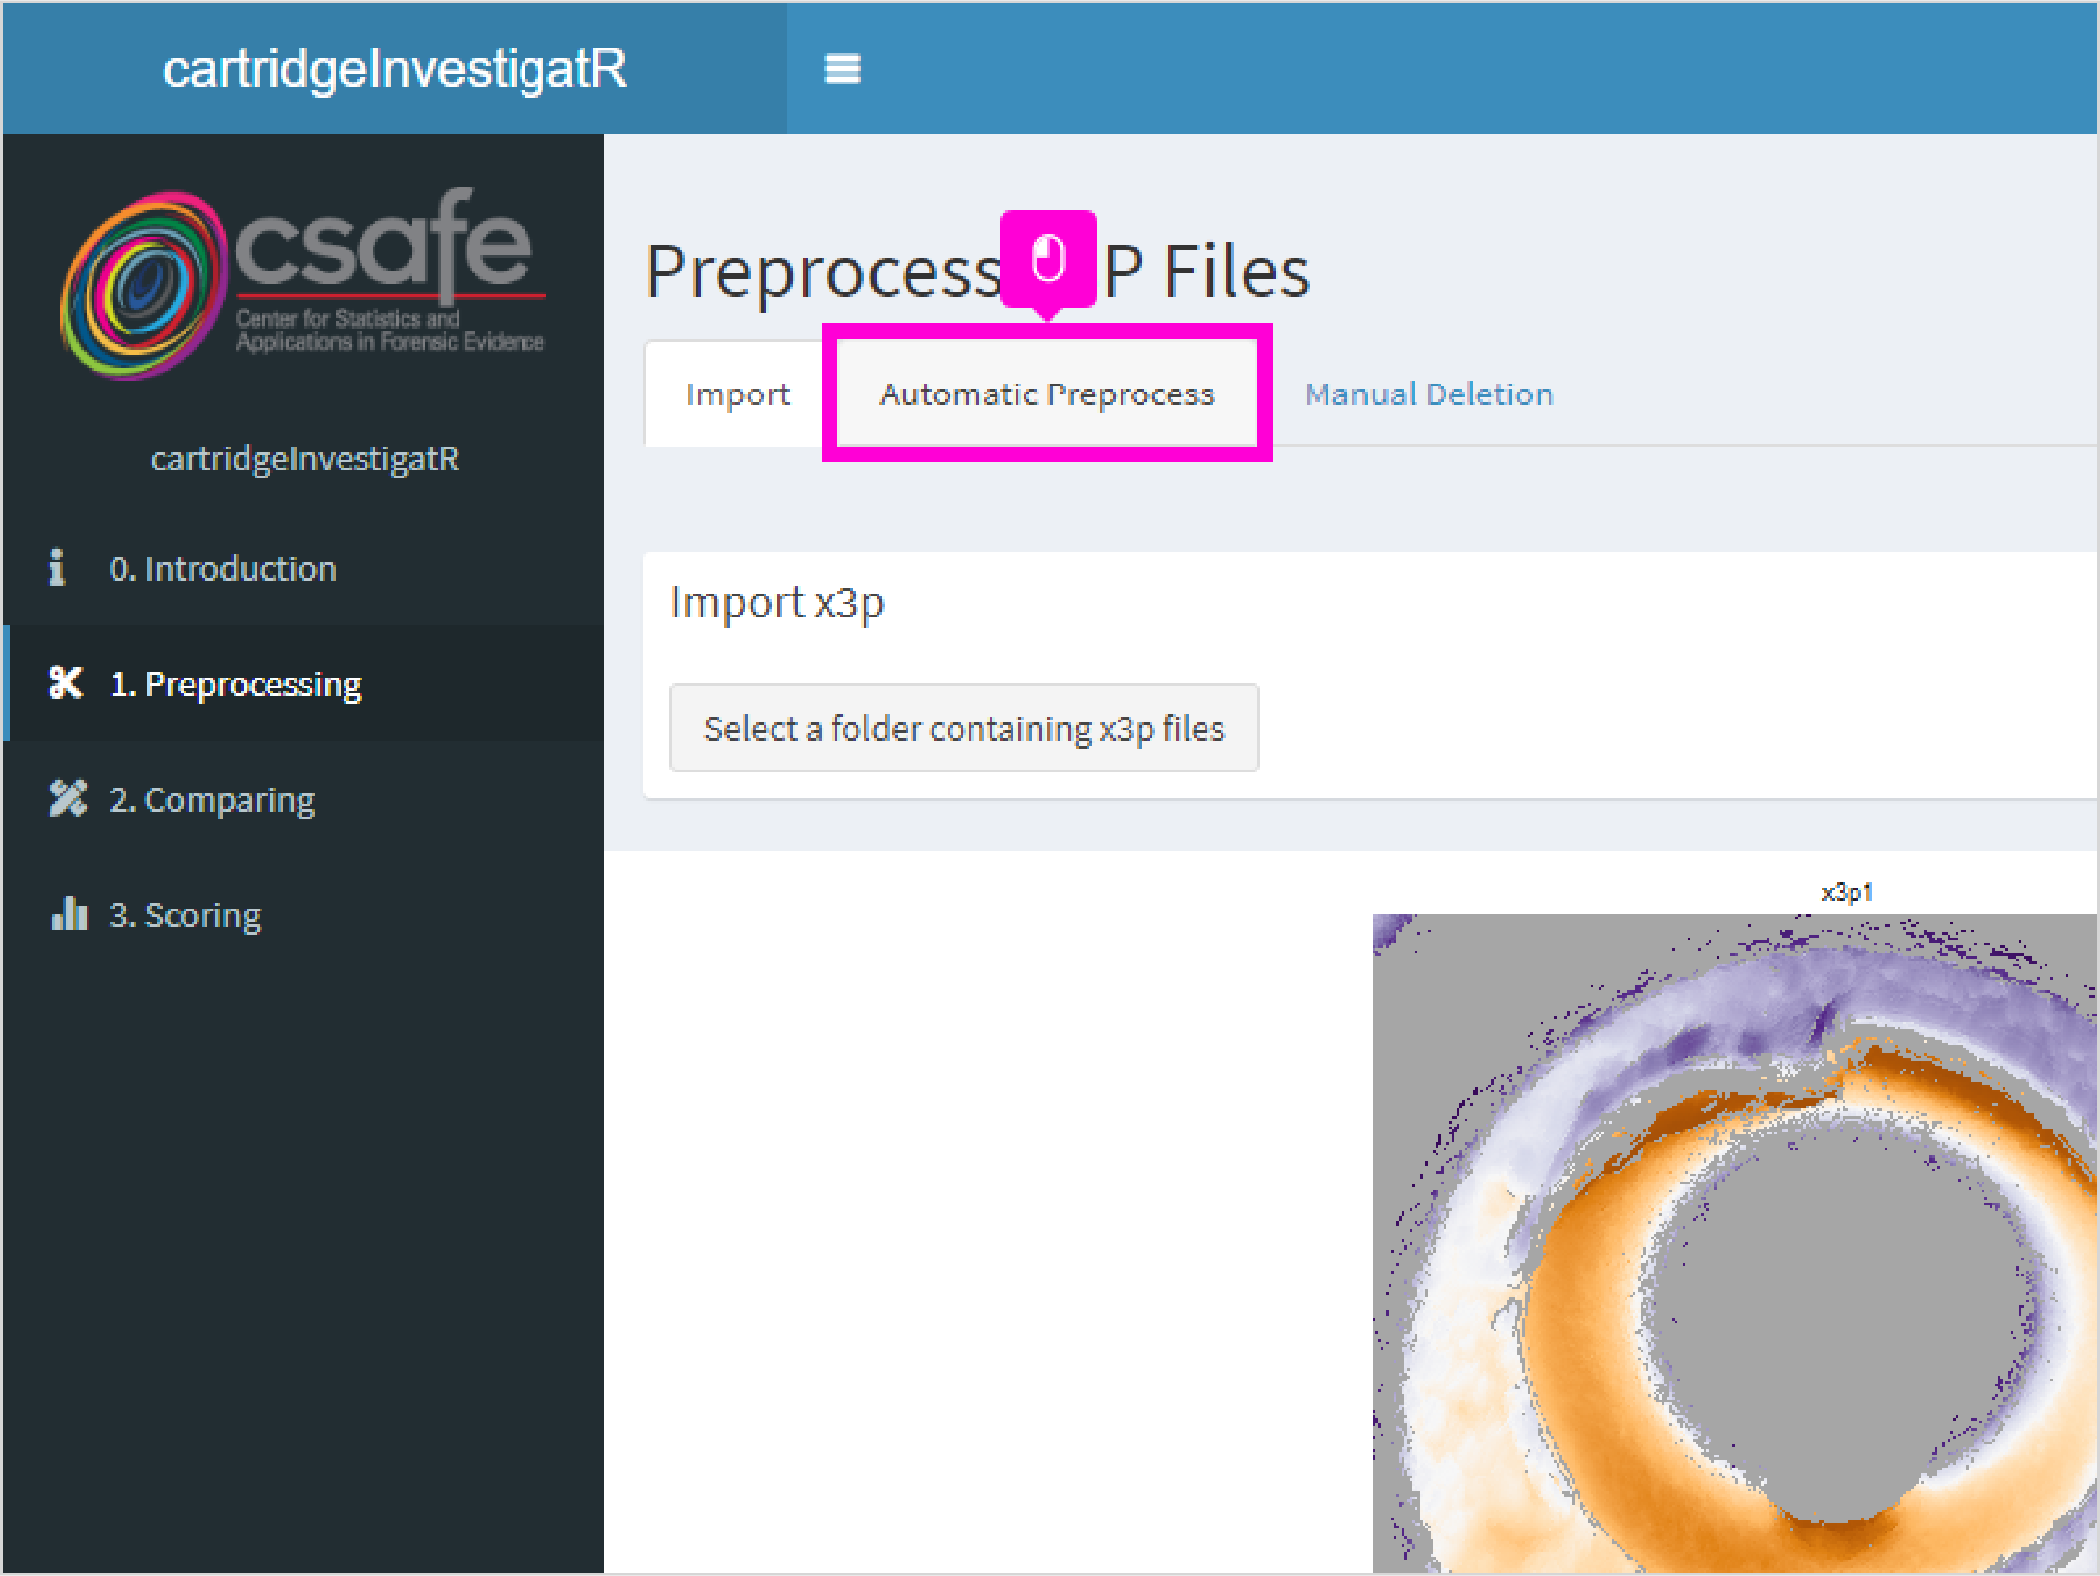 cartridgeInvestigatR
csafe
Center for Statistics and
Applications in Forensic Evidence
cartridgeInvestigatR
0. Introduction
1. Preprocessing
2. Comparing
3. Scoring
Preprocess P Files
Import Automatic Preprocess Manual Deletion
Import x3p
Select a folder containing x3p files
x3p1